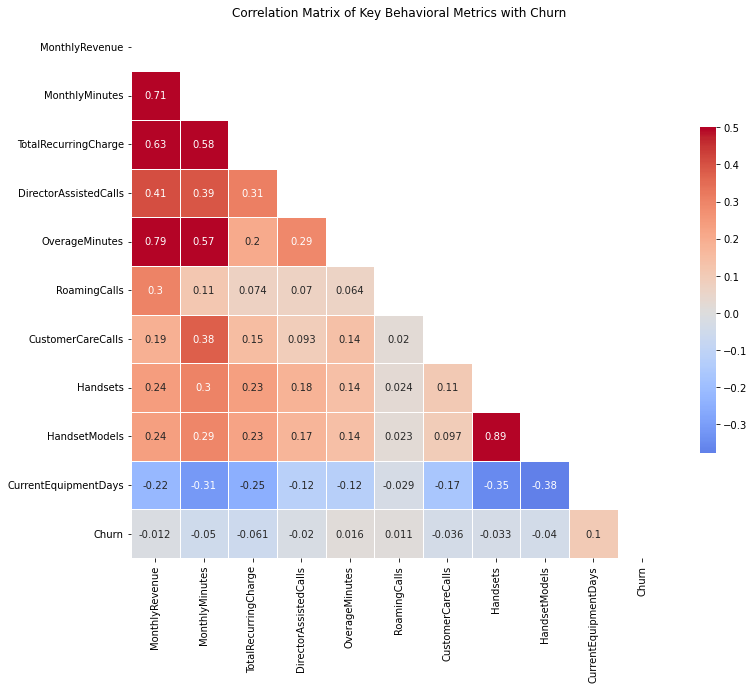 Correlation Matrix of Key Behavioral Metrics with Churn
MonthlyRevenue
MonthlyMinutes 0.71
TotalRecurringCharge 0.63 0.58
DirectorAssistedCalls 0.41 0.39 0.31
OverageMinutes 0.79 0.57 0.2 0.29
RoamingCalls 0.3 0.11 0.074 0.07 0.064
CustomerCareCalls 0.19 0.38 0.15 0.093 0.14 0.02
Handsets 0.24 0.3 0.23 0.18 0.14 0.024 0.11
HandsetModels 0.24 0.29 0.23 0.17 0.14 0.023 0.097 0.89
CurrentEquipmentDays -0.22 -0.31 -0.25 -0.12 -0.12 -0.029 -0.17 -0.35 -0.38
Churn -0.012 -0.05 -0.061 -0.02 0.016 0.011 -0.036 -0.033 -0.04 0.1
MonthlyRevenue
MonthlyMinutes
TotalRecurringCharge
DirectorAssistedCalls
OverageMinutes
RoamingCalls
CustomerCareCalls
Handsets
HandsetModels
CurrentEquipmentDays
Churn
0.5
0.4
0.3
0.2
0.1
0.0
−0.1
−0.2
−0.3